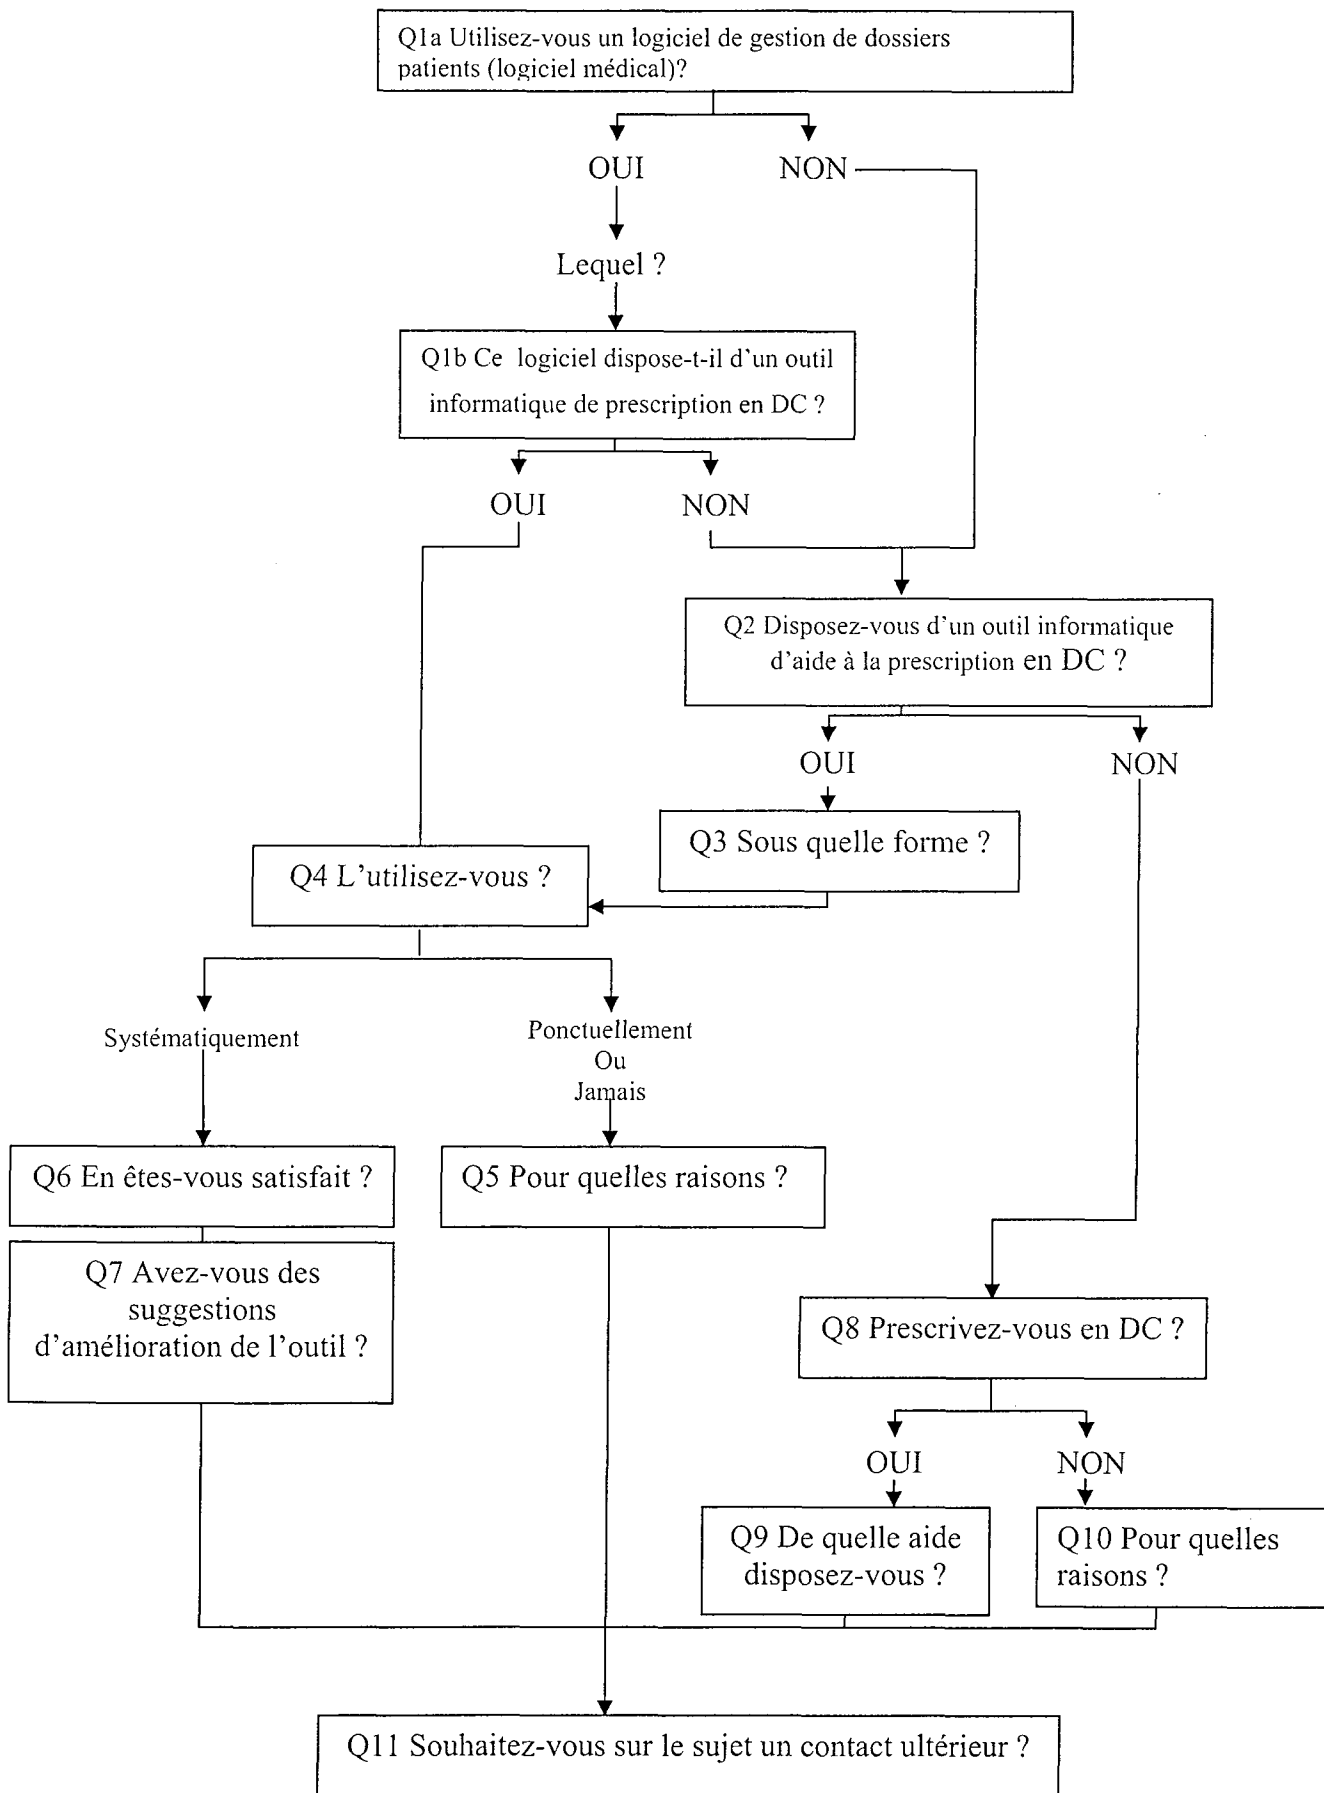 Q1a Utilisez-vous un logiciel de gestion de dossiers
patients (logiciel médical)?
OUI
NON
Lequel ?
Q1b Ce logiciel dispose-t-il d'un outil
informatique de prescription en DC ?
OUI
NON
Q2 Disposez-vous d'un outil informatique
d'aide à la prescription en DC ?
OUI
NON
Q3 Sous quelle forme ?
Q4 L'utilisez-vous ?
Systématiquement
Ponctuellement
Ou
Jamais
Q6 En êtes-vous satisfait ?
Q5 Pour quelles raisons ?
Q7 Avez-vous des
suggestions
d'amélioration de l'outil ?
Q8 Prescrivez-vous en DC ?
OUI
NON
Q9 De quelle aide
disposez-vous ?
Q10 Pour quelles
raisons ?
Q11 Souhaitez-vous sur le sujet un contact ultérieur ?